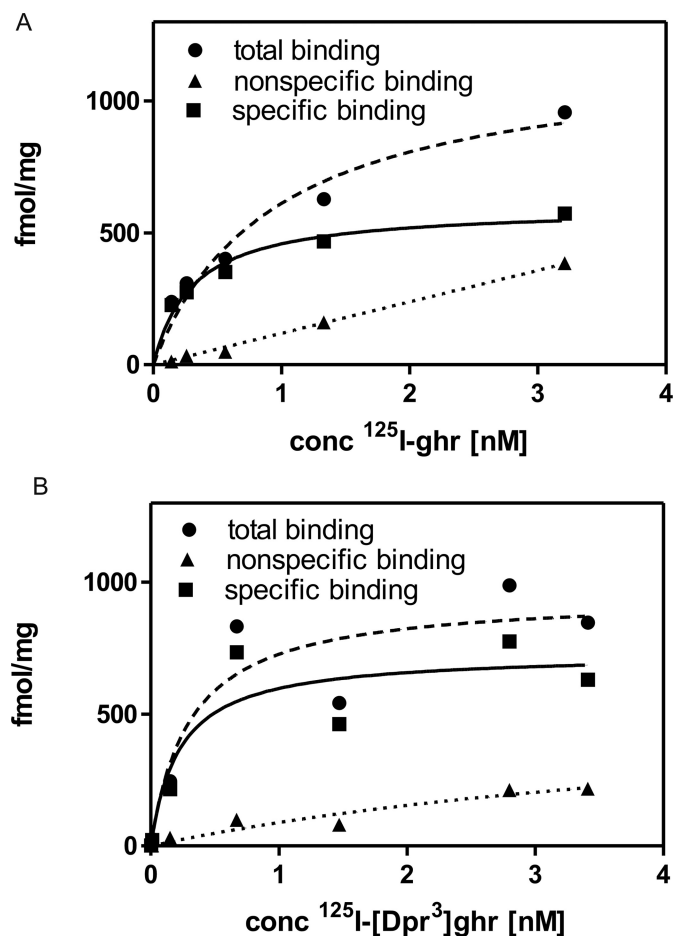 A
total binding
nonspecific binding
specific binding
1000
500
0
fmol/mg
0 1 2 3 4
conc ¹²⁵I-ghr [nM]
B
total binding
nonspecific binding
specific binding
1000
500
0
fmol/mg
0 1 2 3 4
conc ¹²⁵I-[Dpr³]ghr [nM]